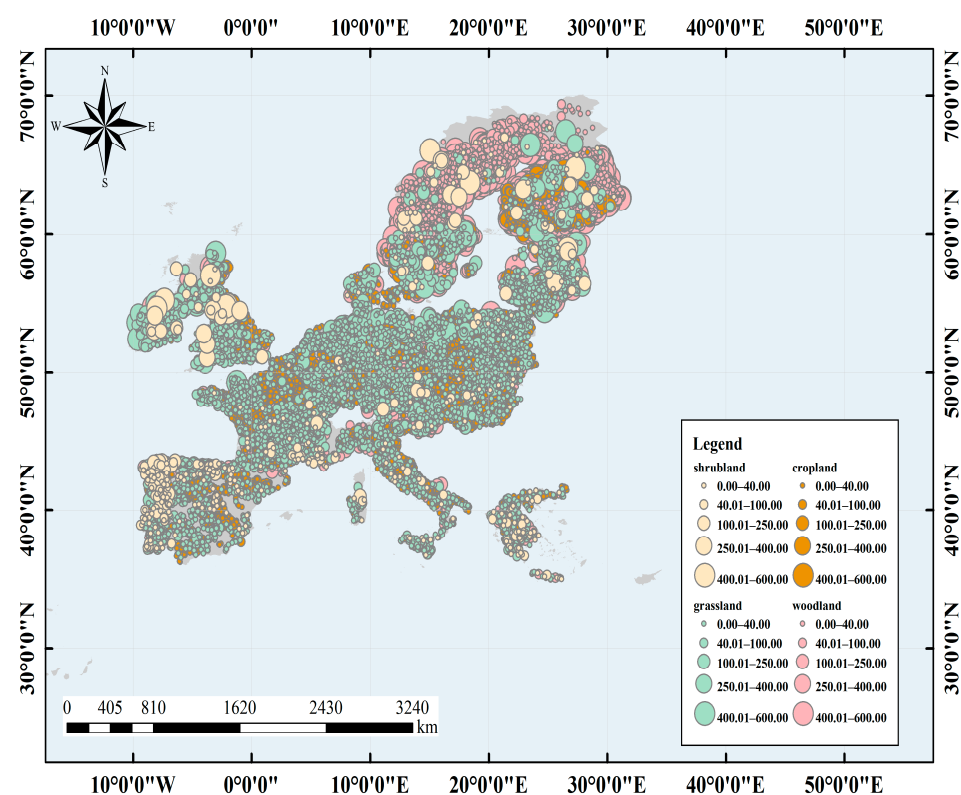 10°0'0"W 0°0'0" 10°0'0"E 20°0'0"E 30°0'0"E 40°0'0"E 50°0'0"E
70°0'0"N 70°0'0"N
60°0'0"N 60°0'0"N
50°0'0"N 50°0'0"N
40°0'0"N 40°0'0"N
30°0'0"N 30°0'0"N
N
W E
S
Legend
shrubland cropland
0.00–40.00 0.00–40.00
40.01–100.00 40.01–100.00
100.01–250.00 100.01–250.00
250.01–400.00 250.01–400.00
400.01–600.00 400.01–600.00
grassland woodland
0.00–40.00 0.00–40.00
40.01–100.00 40.01–100.00
100.01–250.00 100.01–250.00
250.01–400.00 250.01–400.00
400.01–600.00 400.01–600.00
0 405 810 1620 2430 3240
km
10°0'0"W 0°0'0" 10°0'0"E 20°0'0"E 30°0'0"E 40°0'0"E 50°0'0"E